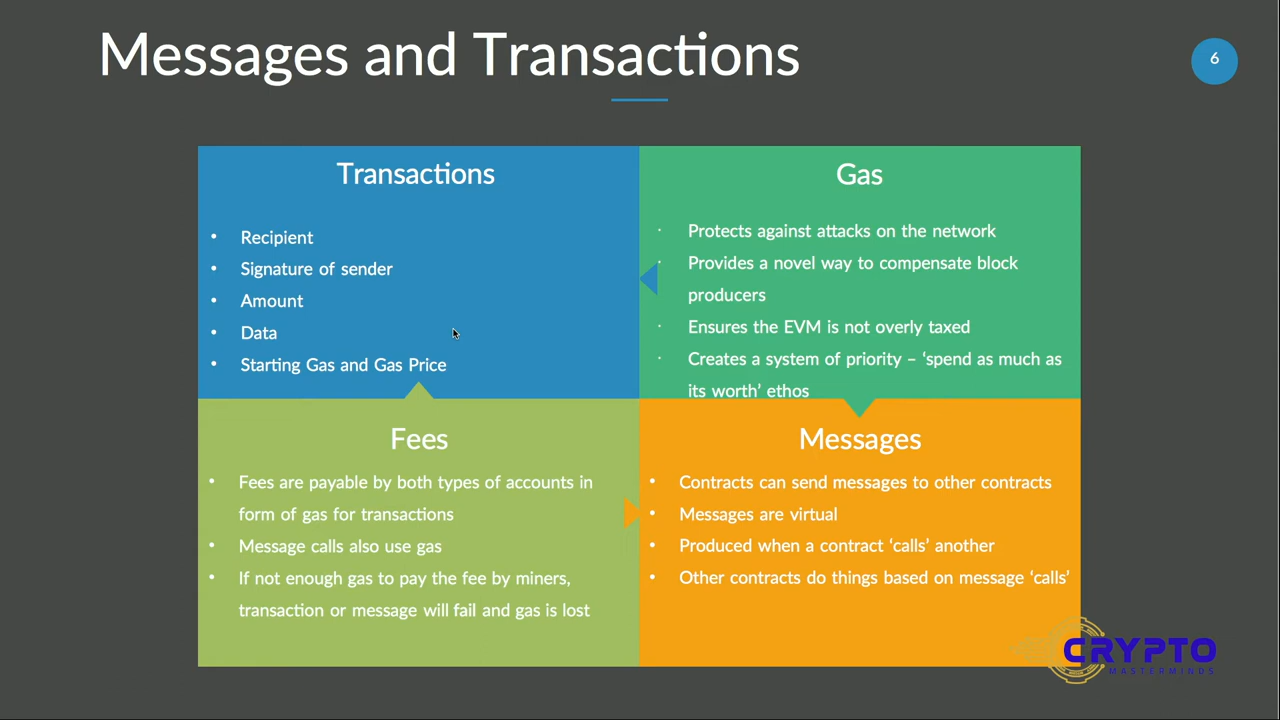 Messages and Transactions
6
Transactions
• Recipient
• Signature of sender
• Amount
• Data
• Starting Gas and Gas Price
Gas
· Protects against attacks on the network
· Provides a novel way to compensate block
producers
· Ensures the EVM is not overly taxed
· Creates a system of priority – ‘spend as much as
its worth’ ethos
Fees
• Fees are payable by both types of accounts in
form of gas for transactions
• Message calls also use gas
• If not enough gas to pay the fee by miners,
transaction or message will fail and gas is lost
Messages
• Contracts can send messages to other contracts
• Messages are virtual
• Produced when a contract ‘calls’ another
• Other contracts do things based on message ‘calls’
CRYPTO
MASTERMINDS